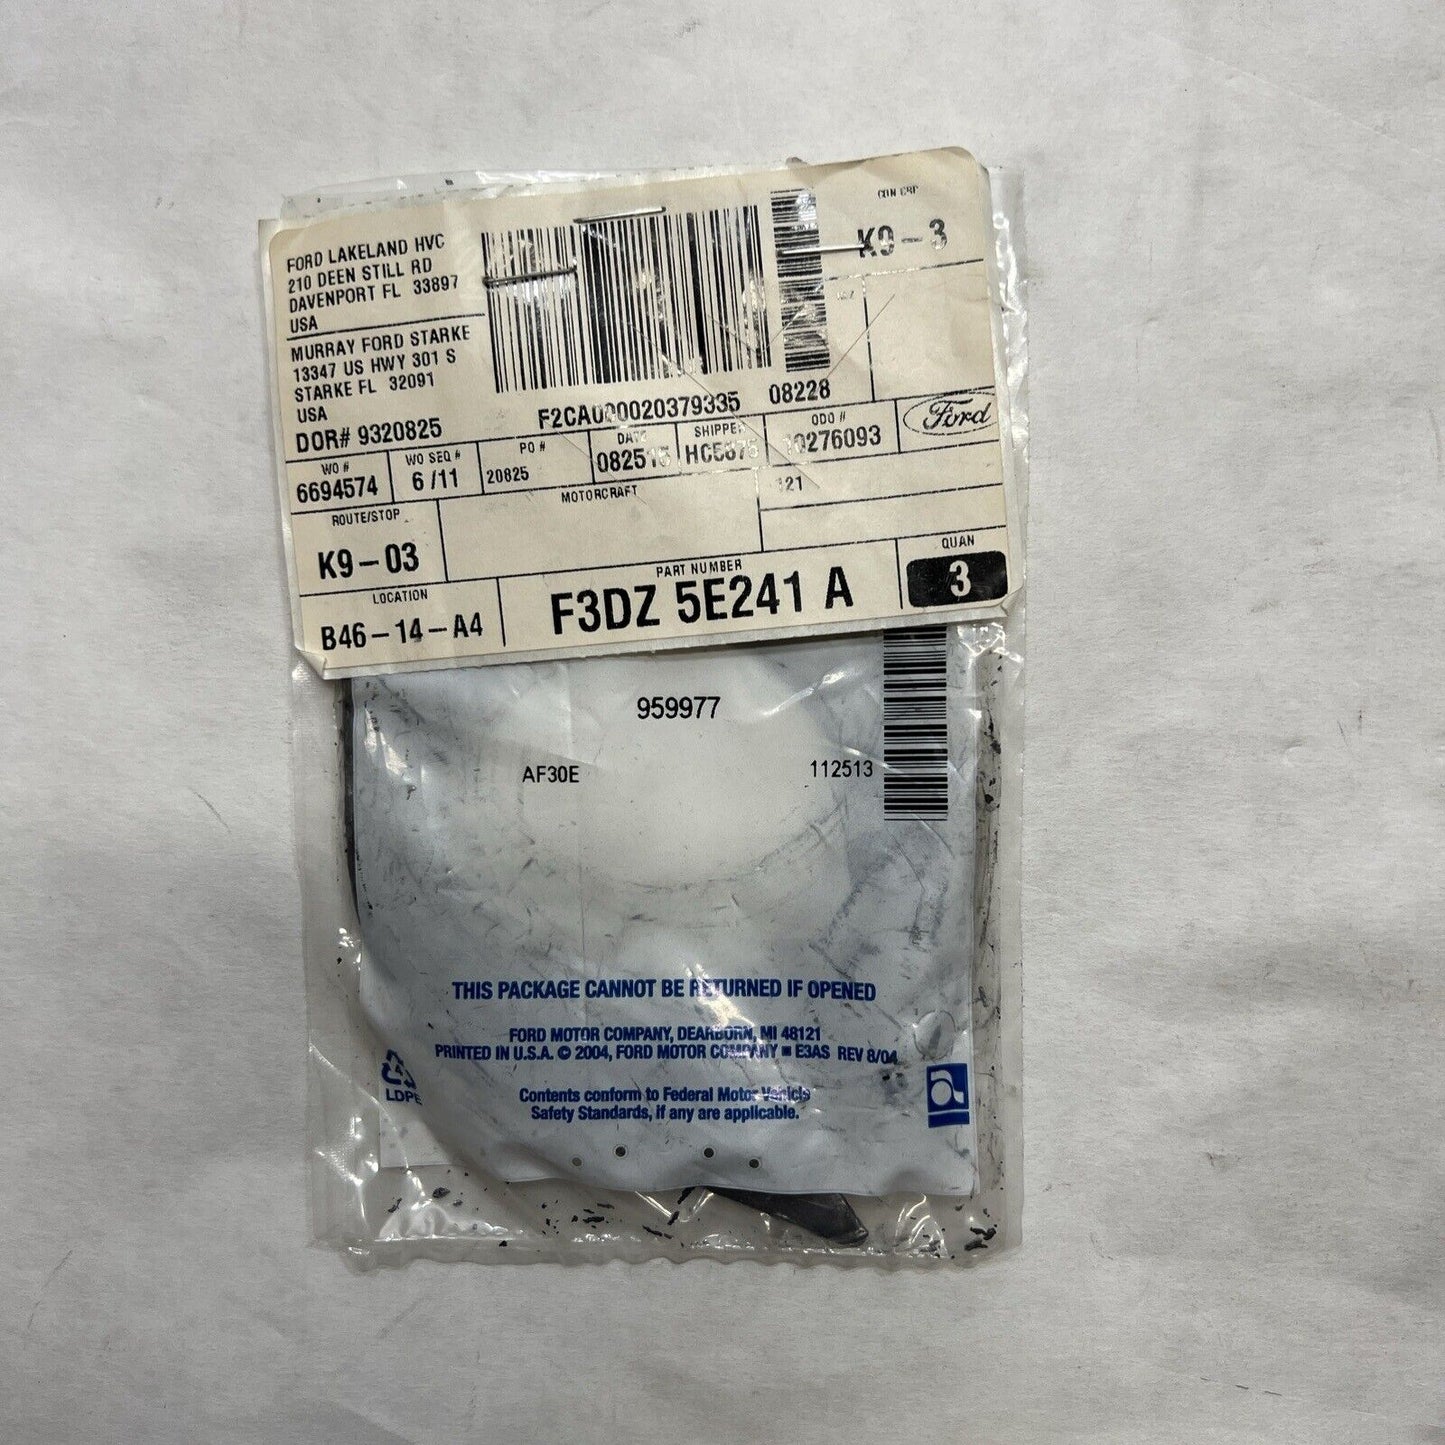 FORD LAKELAND HVC
210 DEEN STILL RD
DAVENPORT FL 33897
USA
MURRAY FORD STARKE
13347 US HWY 301 S
STARKE FL 32091
USA
DOR# 9320825
F2CA000020379335
08228
K9-3
Ford
WO #
6694574
WO SEQ #
6 /11
PO #
20825
DATE
082515
SHIPPER
ODO #
10276093
MOTORCRAFT
121
ROUTE/STOP
K9-03
LOCATION
B46-14-A4
PART NUMBER
F3DZ 5E241 A
QUAN
3
959977
AF30E
112513
THIS PACKAGE CANNOT BE RETURNED IF OPENED
FORD MOTOR COMPANY, DEARBORN, MI 48121
PRINTED IN U.S.A. © 2004, FORD MOTOR COMPANY ■ E3AS REV 8/04
LDPE
Contents conform to Federal Motor Vehicle
Safety Standards, if any are applicable.